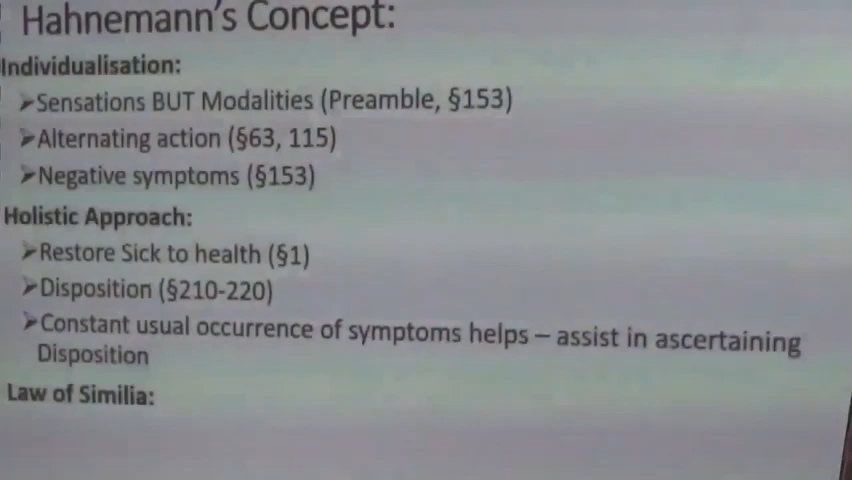 Hahnemann's Concept:
Individualisation:
➢Sensations BUT Modalities (Preamble, §153)
➢Alternating action (§63, 115)
➢Negative symptoms (§153)
Holistic Approach:
➢Restore Sick to health (§1)
➢Disposition (§210-220)
➢Constant usual occurrence of symptoms helps – assist in ascertaining
Disposition
Law of Similia: